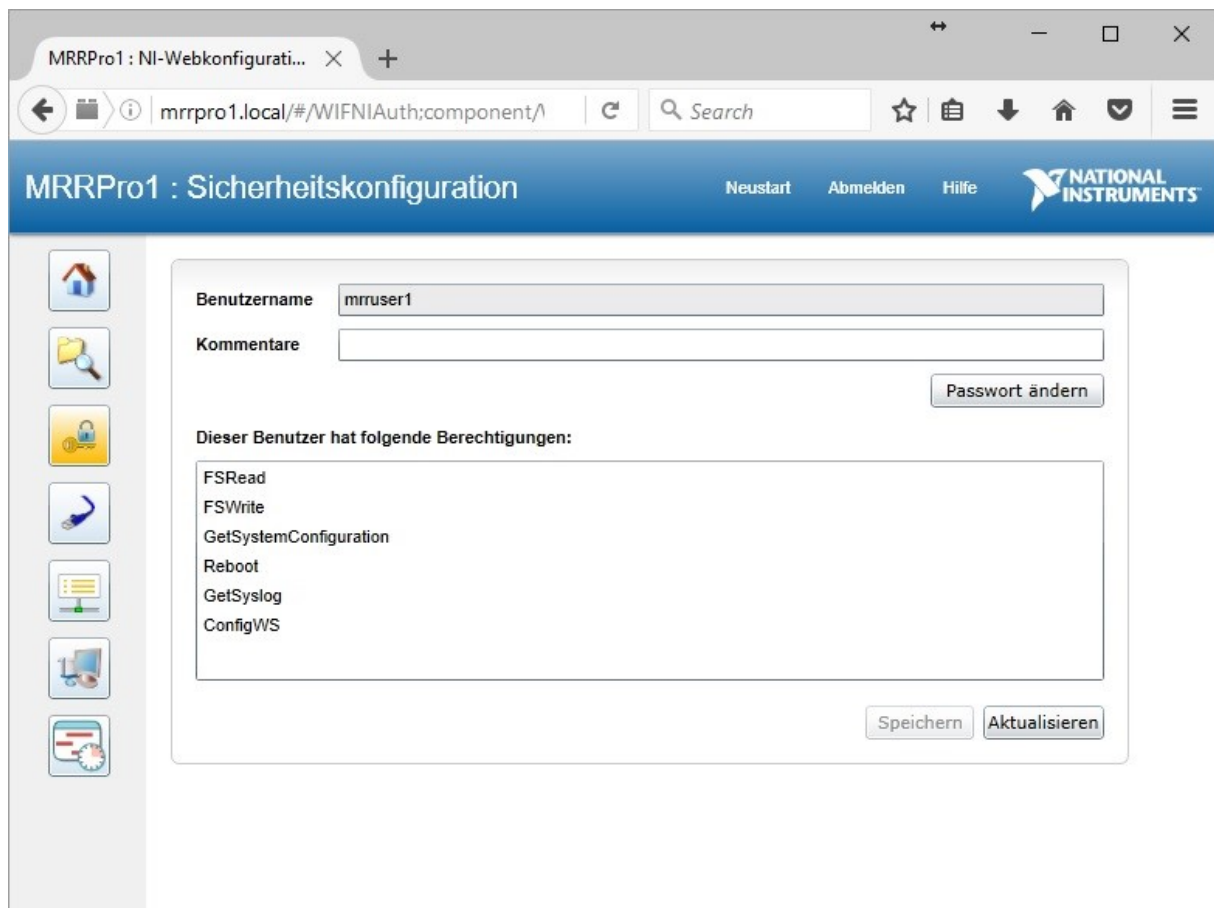 MRRPro1 : NI-Webkonfigurati...
mrrpro1.local/#/WIFNIAuth;component/
Search
MRRPro1 : Sicherheitskonfiguration
Neustart Abmelden Hilfe
NATIONAL INSTRUMENTS
Benutzername mrruser1
Kommentare
Passwort ändern
Dieser Benutzer hat folgende Berechtigungen:
FSRead
FSWrite
GetSystemConfiguration
Reboot
GetSyslog
ConfigWS
Speichern Aktualisieren